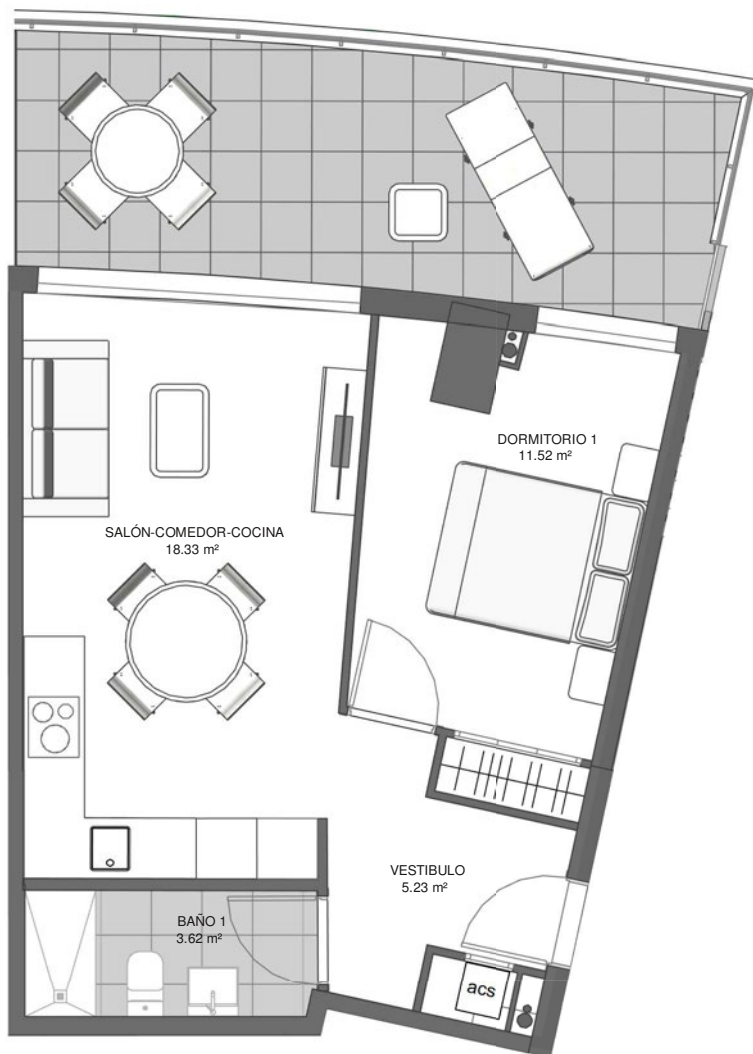 DORMITORIO 1
11.52 m²
SALÓN-COMEDOR-COCINA
18.33 m²
VESTIBULO
5.23 m²
BAÑO 1
3.62 m²
acs